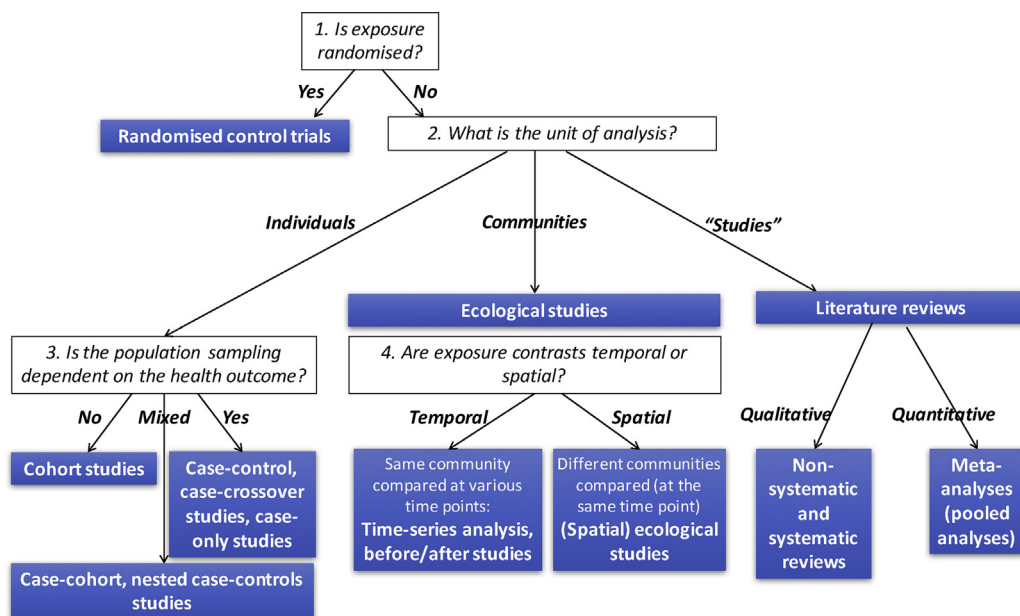 1. Is exposure
randomised?
Yes
No
Randomised control trials
2. What is the unit of analysis?
Individuals
Communities
“Studies”
Ecological studies
Literature reviews
3. Is the population sampling
dependent on the health outcome?
4. Are exposure contrasts temporal or
spatial?
No
Mixed
Yes
Temporal
Spatial
Qualitative
Quantitative
Cohort studies
Case-control,
case-crossover
studies, case-
only studies
Same community
compared at various
time points:
Time-series analysis,
before/after studies
Different communities
compared (at the
same time point)
(Spatial) ecological
studies
Non-
systematic
and
systematic
reviews
Meta-
analyses
(pooled
analyses)
Case-cohort, nested case-controls
studies